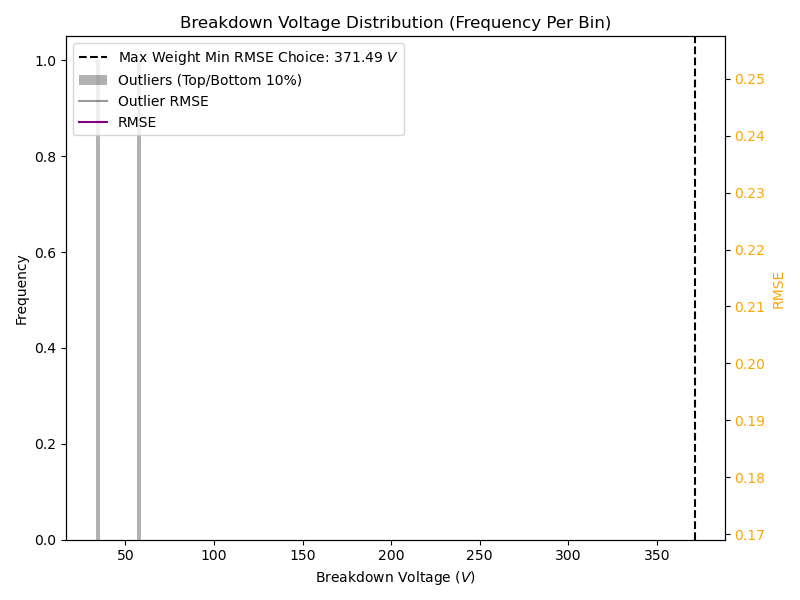 Breakdown Voltage Distribution (Frequency Per Bin)
Max Weight Min RMSE Choice: 371.49 V
Outliers (Top/Bottom 10%)
Outlier RMSE
RMSE
1.0
0.8
0.6
0.4
0.2
0.0
Frequency
0.25
0.24
0.23
0.22
0.21
0.20
0.19
0.18
0.17
RMSE
50
100
150
200
250
300
350
Breakdown Voltage (V)